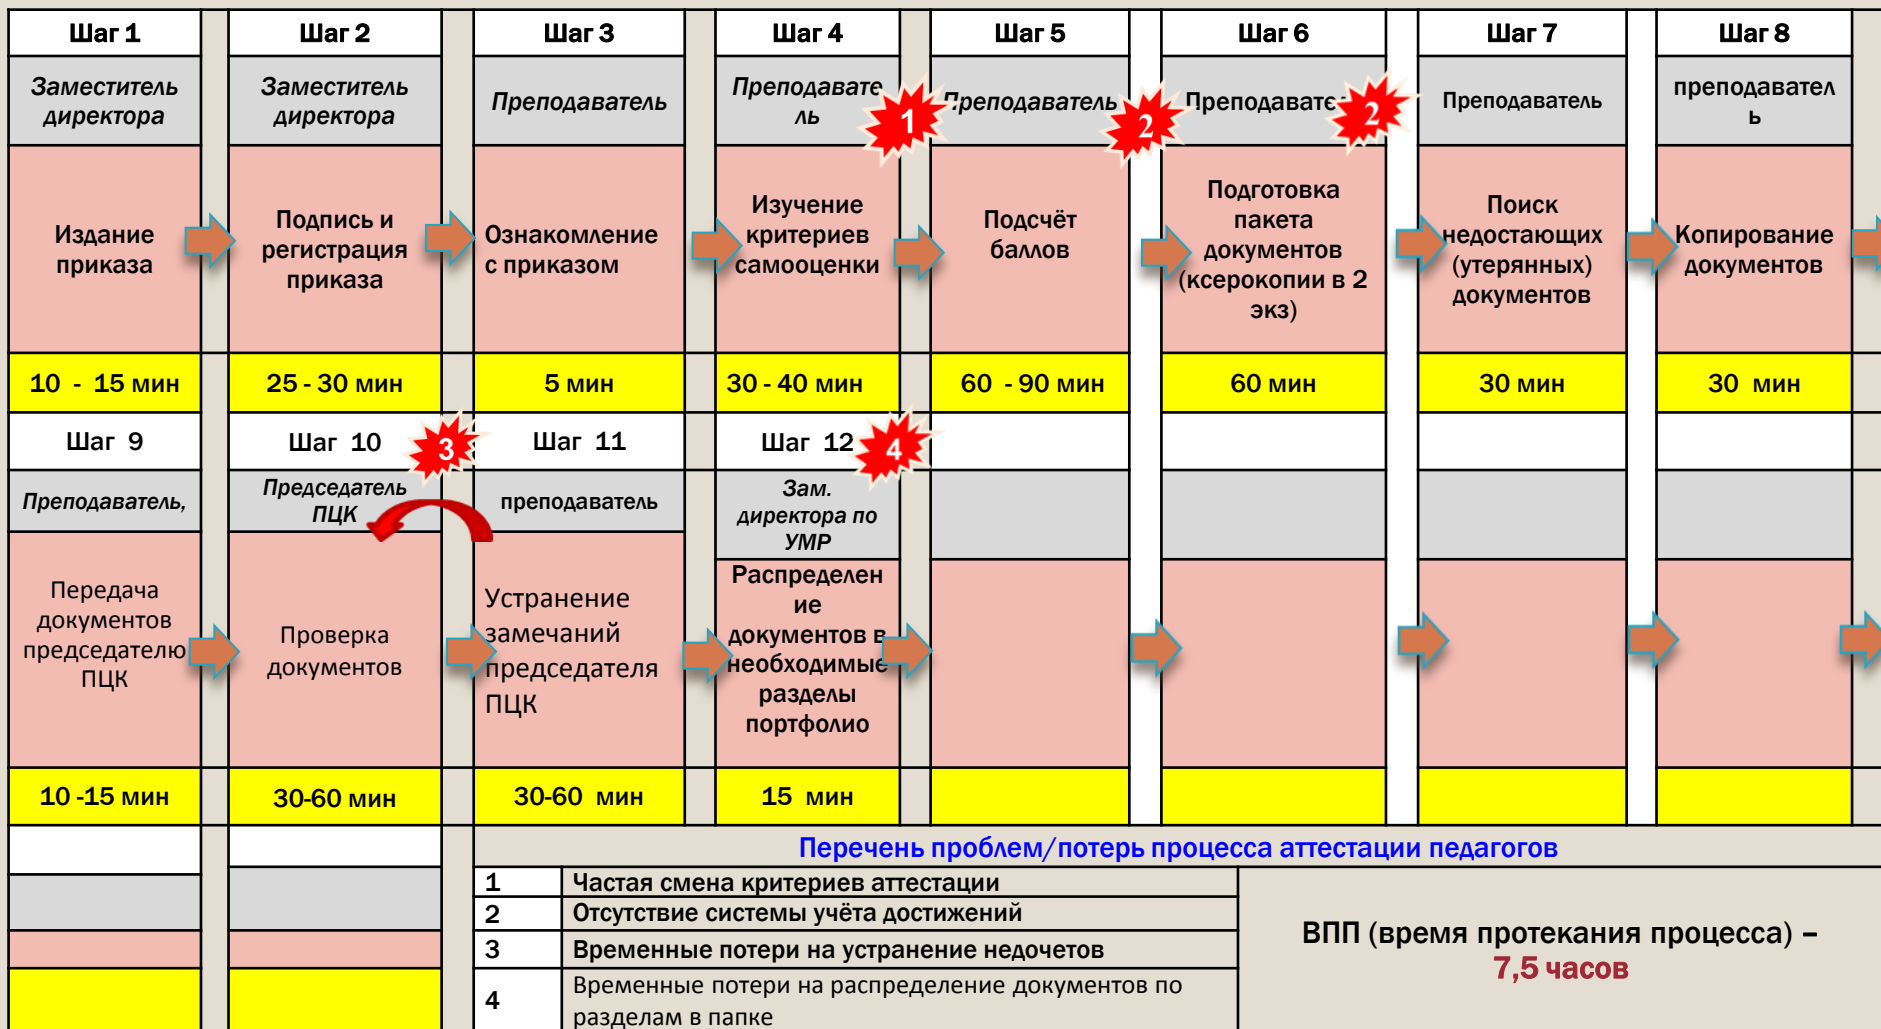 Шаг 1
Шаг 2
Шаг 3
Шаг 4
Шаг 5
Шаг 6
Шаг 7
Шаг 8
Заместитель
директора
Заместитель
директора
Преподаватель
Преподавате
ль
1
Преподаватель
2
Преподавател
2
Преподаватель
преподавател
ь
Издание
приказа
Подпись и
регистрация
приказа
Ознакомление
с приказом
Изучение
критериев
самооценки
Подсчёт
баллов
Подготовка
пакета
документов
(ксерокопии в 2
экз)
Поиск
недостающих
(утерянных)
документов
Копирование
документов
10 - 15 мин
25 - 30 мин
5 мин
30 - 40 мин
60 - 90 мин
60 мин
30 мин
30 мин
Шаг 9
Шаг 10
3
Шаг 11
Шаг 12
4
Преподаватель,
Председатель
ПЦК
преподаватель
Зам.
директора по
УМР
Передача
документов
председателю
ПЦК
Проверка
документов
Устранение
замечаний
председателя
ПЦК
Распределен
ие
документов в
необходимые
разделы
портфолио
10 -15 мин
30-60 мин
30-60 мин
15 мин
Перечень проблем/потерь процесса аттестации педагогов
1 Частая смена критериев аттестации
2 Отсутствие системы учёта достижений
3 Временные потери на устранение недочетов
4 Временные потери на распределение документов по
разделам в папке
ВПП (время протекания процесса) –
7,5 часов